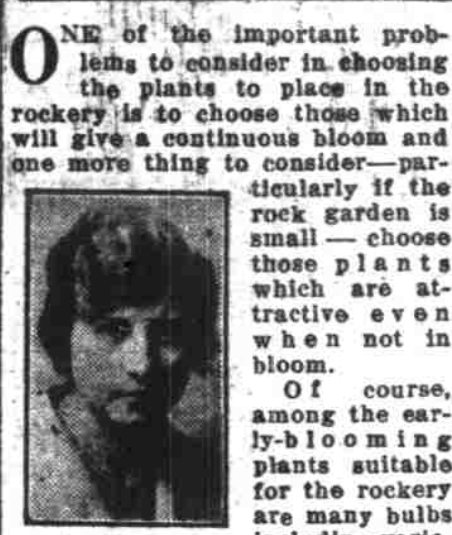 ONE of the important prob-
lems to consider in choosing
the plants to place in the
rockery is to choose those which
will give a continuous bloom and
one more thing to consider—par-
ticularly if the
rock garden is
small — choose
those plants
which are at-
tractive even
when not in
bloom.
Of course,
among the ear-
ly-blooming
plants suitable
for the rockery
are many bulbs